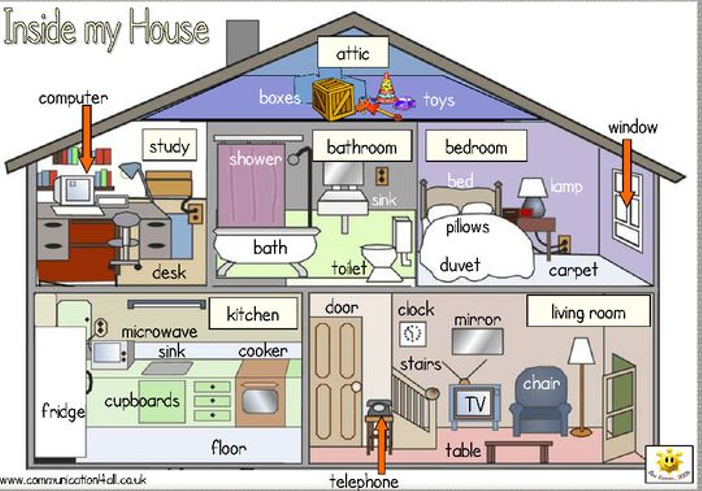 Inside my House
attic
boxes
toys
computer
window
study
shower
bathroom
bedroom
bed
lamp
sink
pillows
bath
desk
toilet
duvet
carpet
kitchen
door
clock
living room
mirror
microwave
sink
cooker
stairs
chair
cupboards
TV
fridge
floor
table
telephone
www.communication4all.co.uk